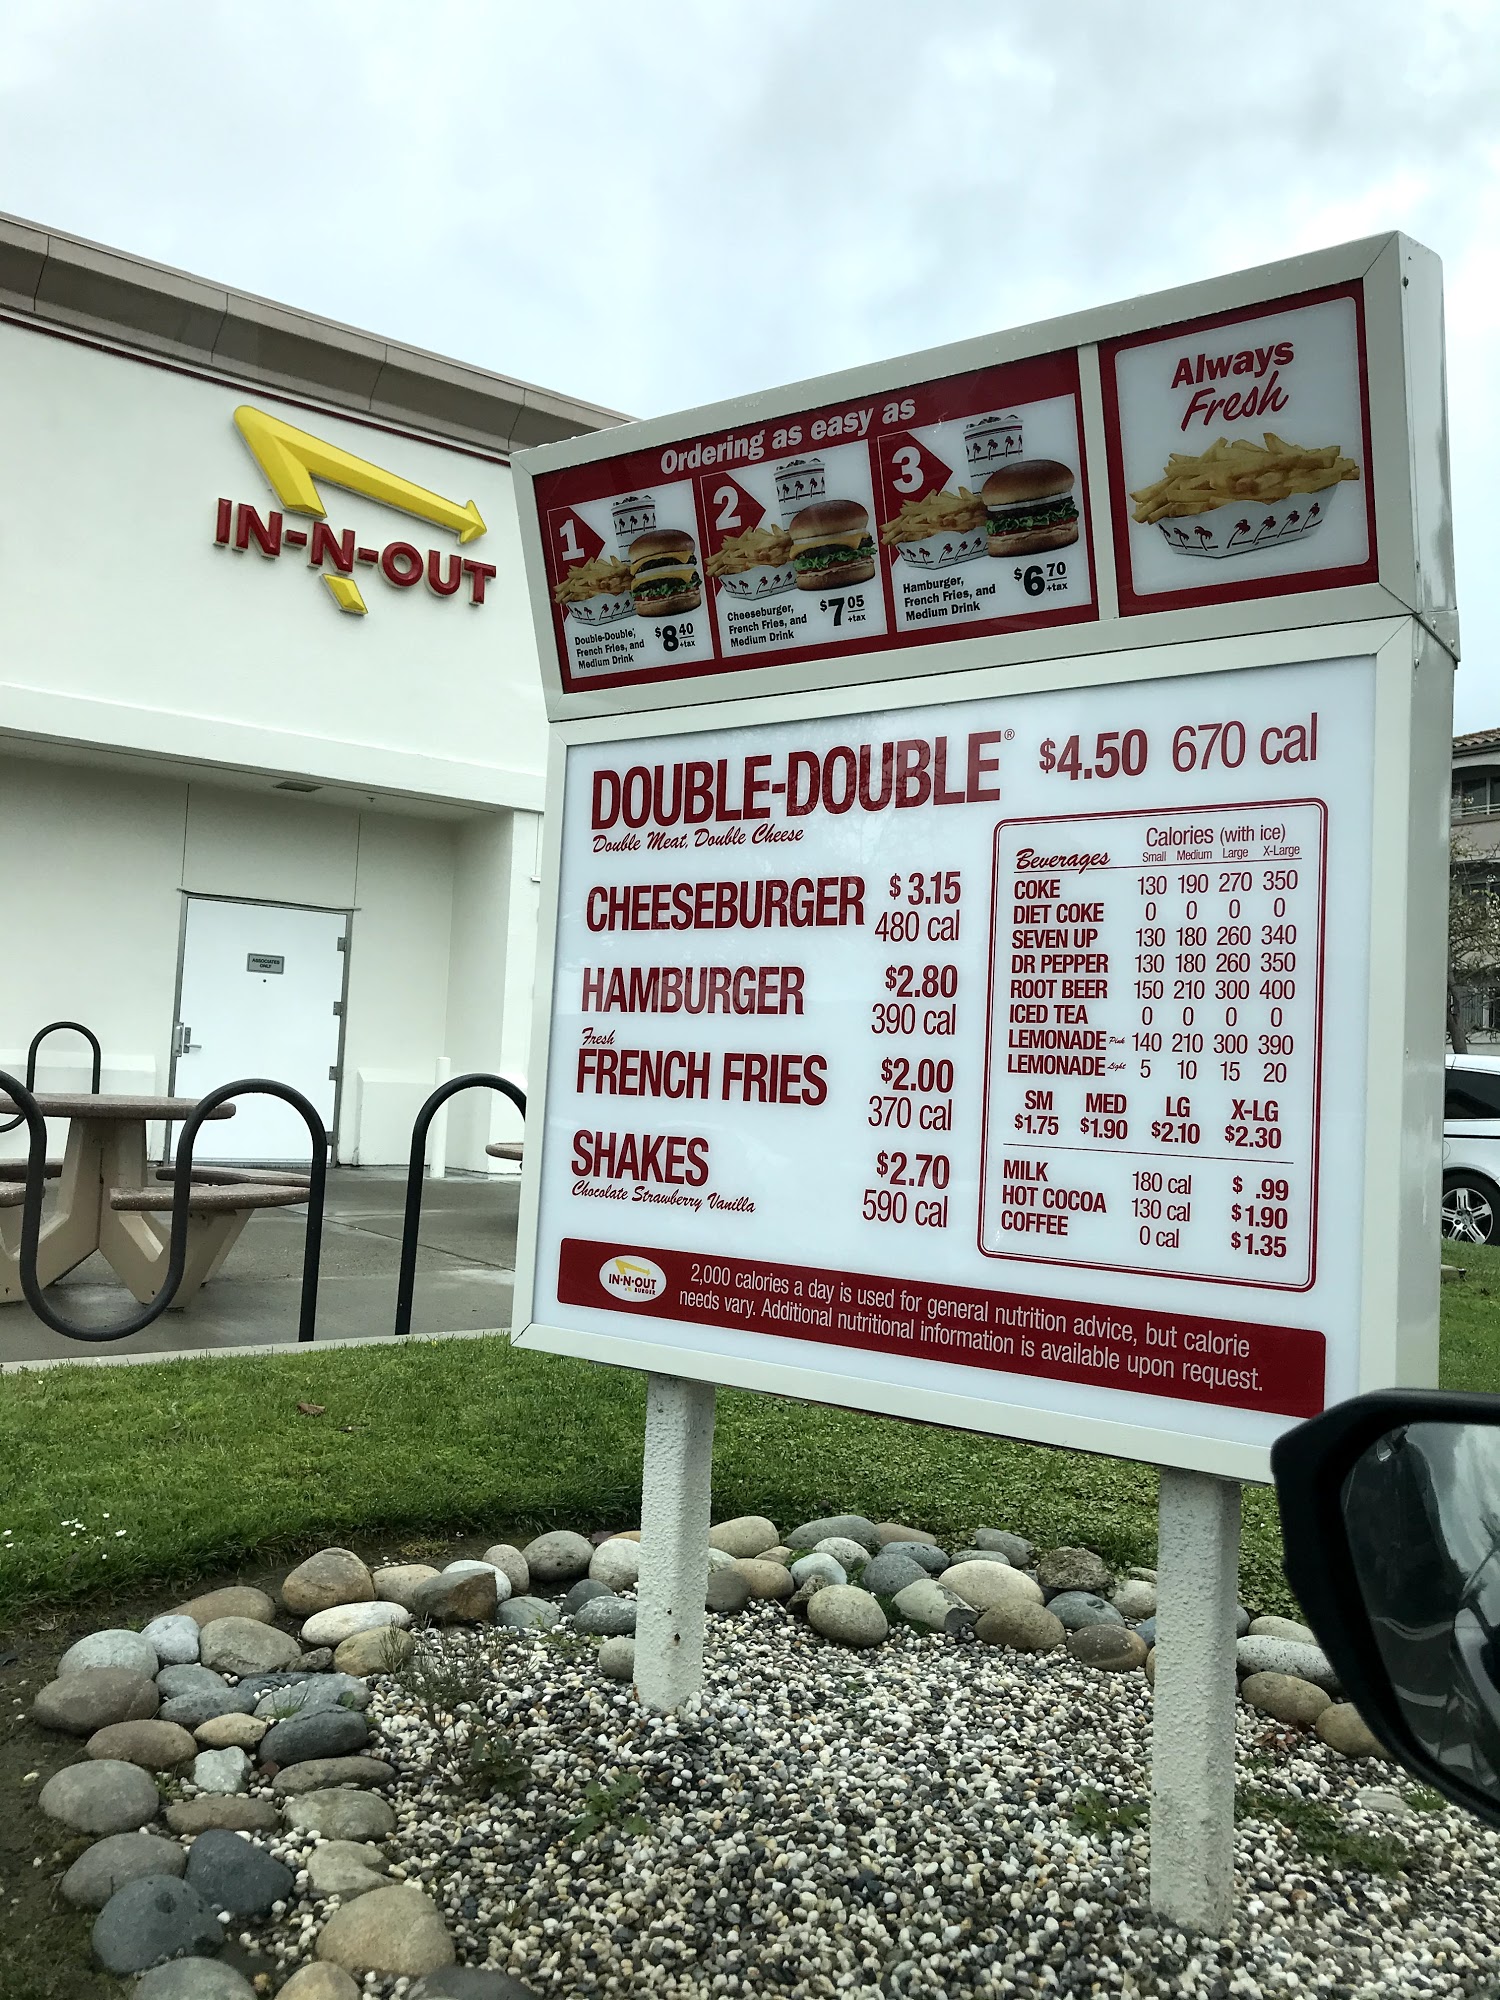 IN-N-OUT
ASSOCIATES
ONLY
Ordering as easy as
1
Double-Double,
French Fries, and
Medium Drink
$8 40
+tax
2
Cheeseburger,
French Fries, and
Medium Drink
$7 05
+tax
3
Hamburger,
French Fries, and
Medium Drink
$6 70
+tax
Always
Fresh
DOUBLE-DOUBLE® $4.50 670 cal
Double Meat, Double Cheese
CHEESEBURGER $3.15
480 cal
HAMBURGER $2.80
390 cal
Fresh
FRENCH FRIES $2.00
370 cal
SHAKES $2.70
Chocolate Strawberry Vanilla 590 cal
Calories (with ice)
Beverages Small Medium Large X-Large
COKE 130 190 270 350
DIET COKE 0 0 0 0
SEVEN UP 130 180 260 340
DR PEPPER 130 180 260 350
ROOT BEER 150 210 300 400
ICED TEA 0 0 0 0
LEMONADE Pink 140 210 300 390
LEMONADE Light 5 10 15 20
SM MED LG X-LG
$1.75 $1.90 $2.10 $2.30
MILK 180 cal $ .99
HOT COCOA 130 cal $1.90
COFFEE 0 cal $1.35
IN-N-OUT
BURGER
2,000 calories a day is used for general nutrition advice, but calorie
needs vary. Additional nutritional information is available upon request.